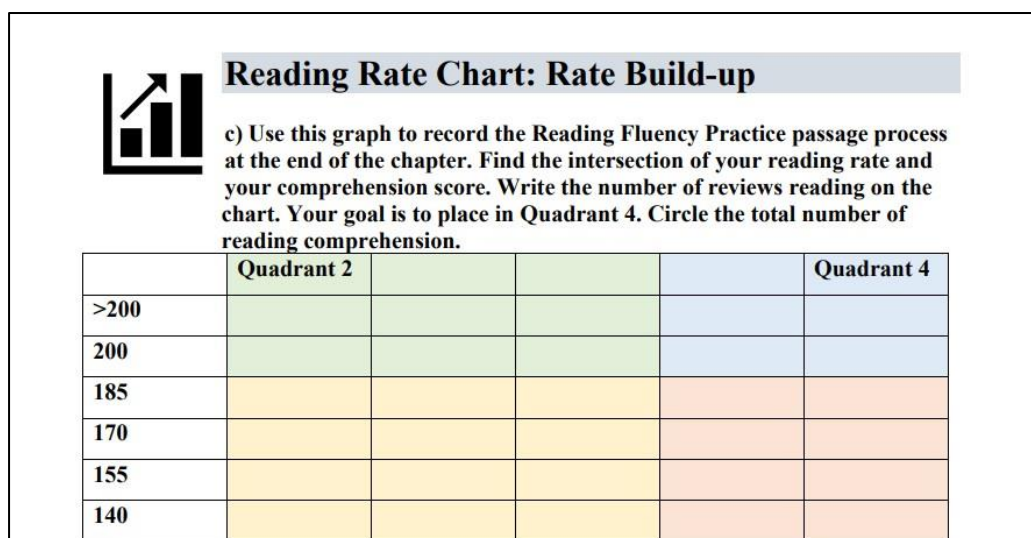 Reading Rate Chart: Rate Build-up
c) Use this graph to record the Reading Fluency Practice passage process
at the end of the chapter. Find the intersection of your reading rate and
your comprehension score. Write the number of reviews reading on the
chart. Your goal is to place in Quadrant 4. Circle the total number of
reading comprehension.
Quadrant 2 Quadrant 4
>200
200
185
170
155
140